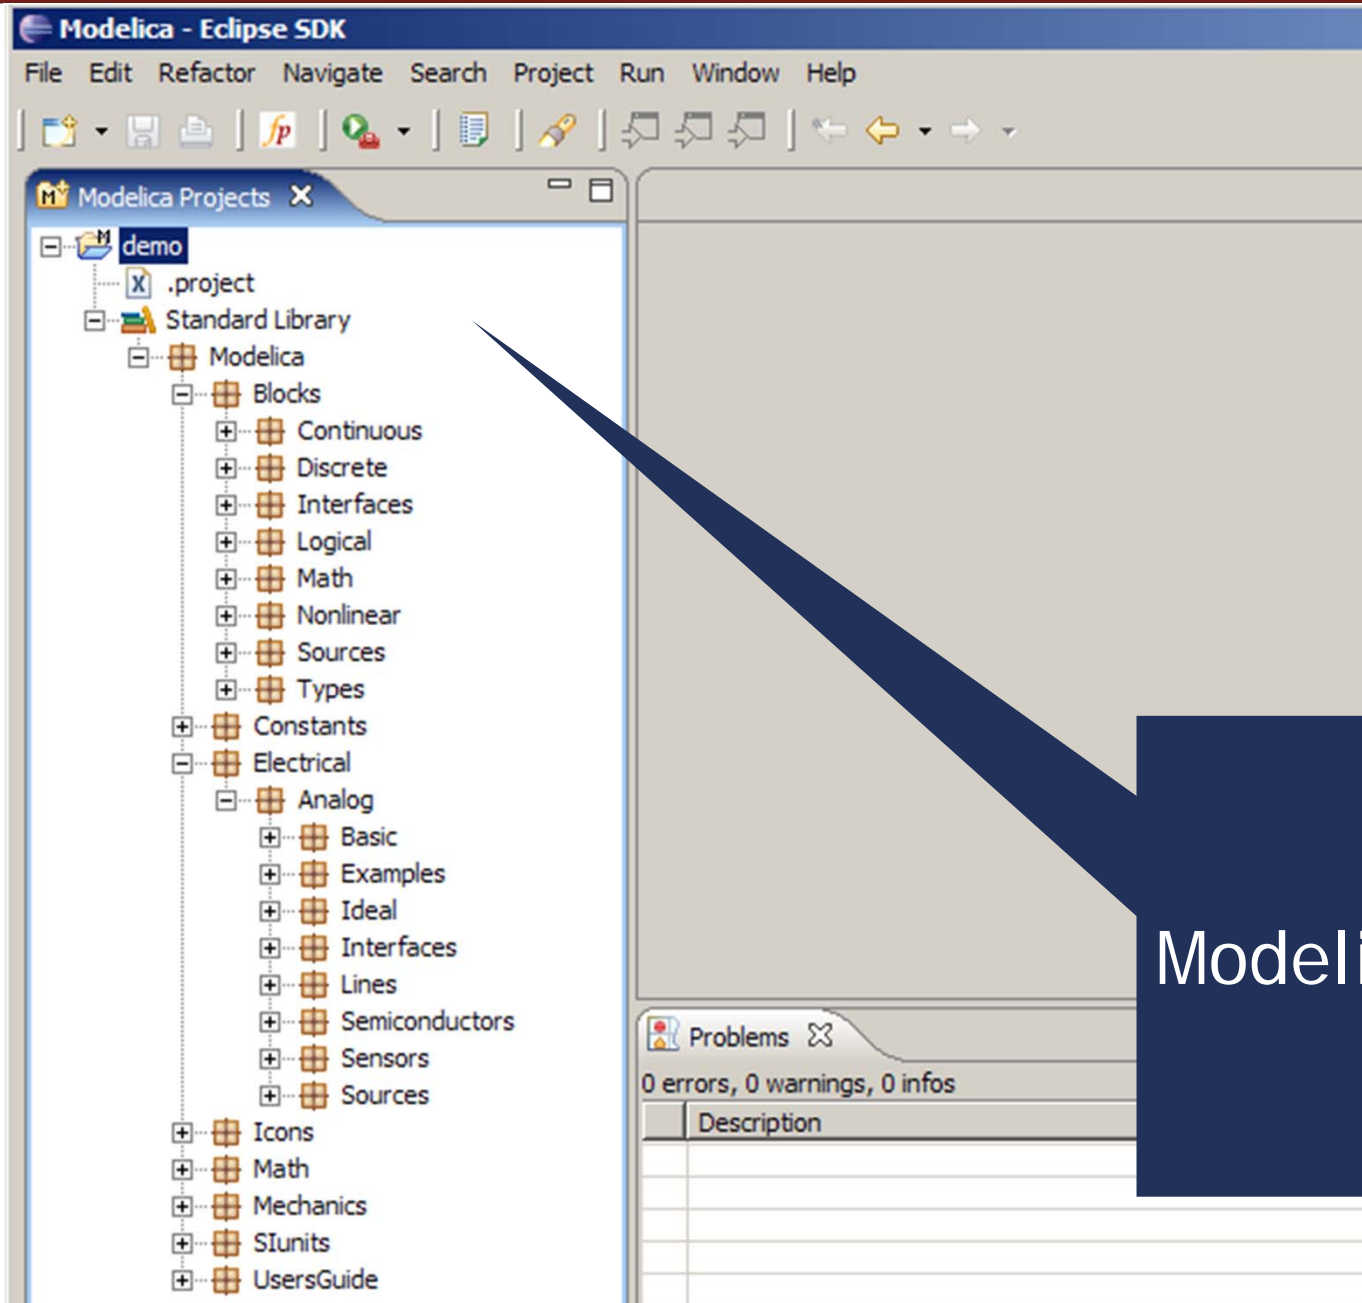 Modelica - Eclipse SDK
File Edit Refactor Navigate Search Project Run Window Help
Modelica Projects
demo
.project
Standard Library
Modelica
Blocks
Continuous
Discrete
Interfaces
Logical
Math
Nonlinear
Sources
Types
Constants
Electrical
Analog
Basic
Examples
Ideal
Interfaces
Lines
Semiconductors
Sensors
Sources
Icons
Math
Mechanics
SIunits
UsersGuide
Modeli
Problems
0 errors, 0 warnings, 0 infos
Description